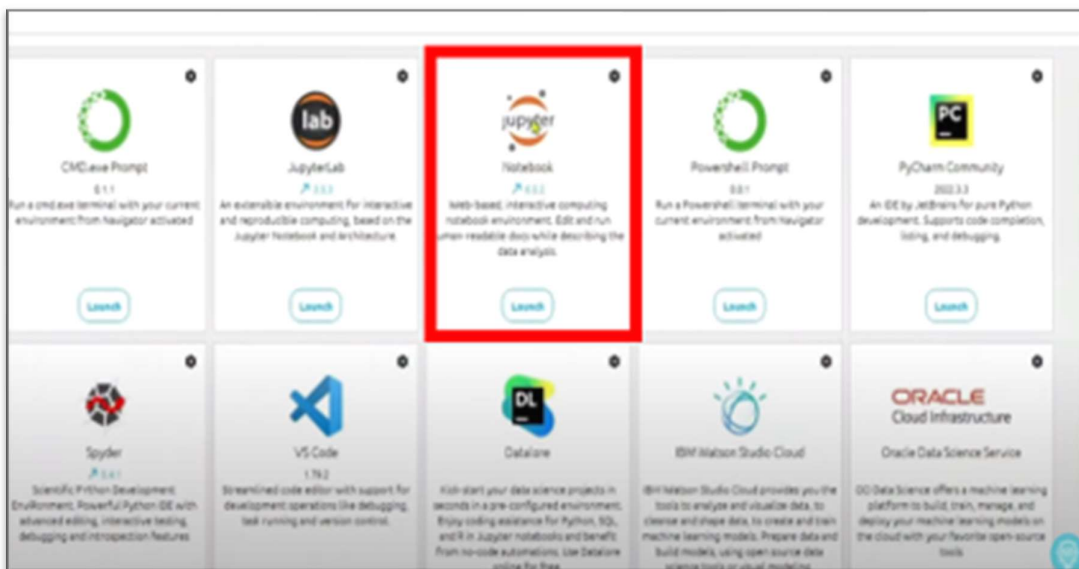 CMD.exe Prompt
0.1.1
Run a cmd.exe terminal with your current
environment from Navigator activated
Launch
lab
JupyterLab
An extensible environment for interactive
and reproducible computing, based on the
Jupyter Notebook and Architecture.
Launch
jupyter
Notebook
Web-based, interactive computing
notebook environment. Edit and run
human-readable docs while describing the
data analysis.
Launch
Powershell Prompt
0.0.1
Run a Powershell terminal with your
current environment from Navigator
activated
Launch
PC
PyCharm Community
2022.3.3
An IDE by JetBrains for pure Python
development. Supports code completion,
listing, and debugging.
Launch
Spyder
Scientific Python Development
EnviRonment. Powerful Python IDE with
advanced editing, interactive testing,
debugging and introspection features
VS Code
1.79.2
Streamlined code editor with support for
development operations like debugging,
task running and version control.
DL
Datalore
Kick-start your data science projects in
seconds in a pre-configured environment.
Enjoy coding assistance for Python, SQL,
and R in Jupyter notebooks and benefit
from no-code automations. Use Datalore
online for free.
IBM Watson Studio Cloud
IBM Watson Studio Cloud provides you the
tools to analyze and visualize data, to
cleanse and shape data, to create and train
machine learning models. Prepare data and
build models, using open source data
science tools or visual modeling.
ORACLE
Cloud Infrastructure
Oracle Data Science Service
OCI Data Science offers a machine learning
platform to build, train, manage, and
deploy your machine learning models on
the cloud with your favorite open-source
tools